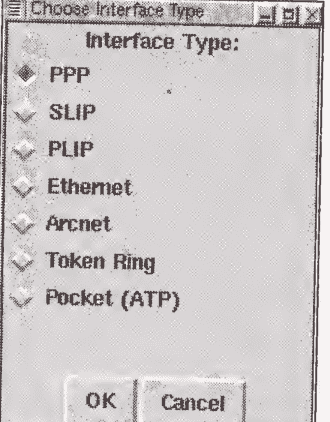 Choose Interface Type
Interface Type:
PPP
SLIP
PLIP
Ethernet
Arcnet
Token Ring
Pocket (ATP)
OK
Cancel